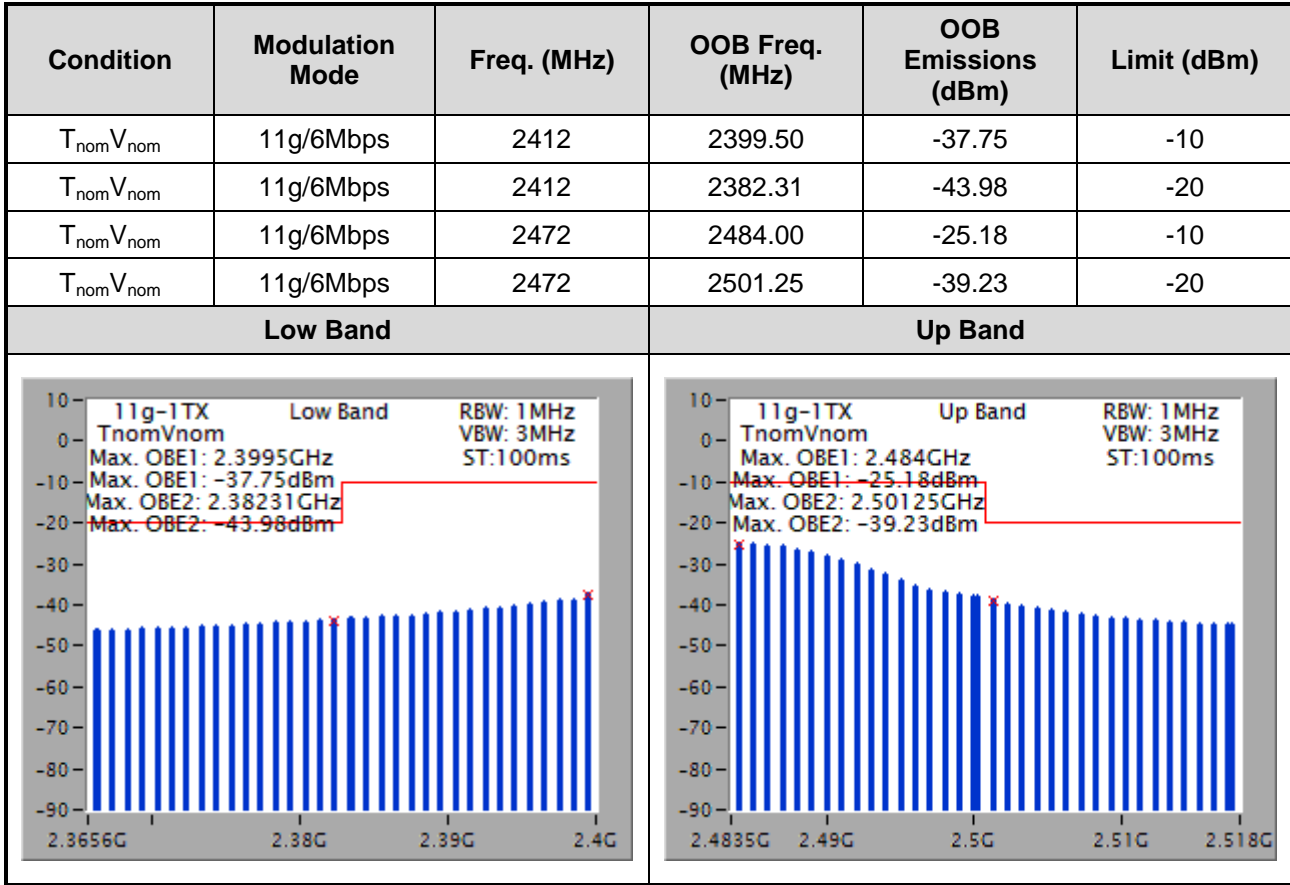 Condition Modulation Mode Freq. (MHz) OOB Freq. (MHz) OOB Emissions (dBm) Limit (dBm)
TnomVnom 11g/6Mbps 2412 2399.50 -37.75 -10
TnomVnom 11g/6Mbps 2412 2382.31 -43.98 -20
TnomVnom 11g/6Mbps 2472 2484.00 -25.18 -10
TnomVnom 11g/6Mbps 2472 2501.25 -39.23 -20
Low Band Up Band
11g-1TX Low Band RBW: 1MHz
TnomVnom VBW: 3MHz
Max. OBE1: 2.3995GHz ST:100ms
Max. OBE1: -37.75dBm
Max. OBE2: 2.38231GHz
Max. OBE2: -43.98dBm
10
0
-10
-20
-30
-40
-50
-60
-70
-80
-90
2.3656G 2.38G 2.39G 2.4G
11g-1TX Up Band RBW: 1MHz
TnomVnom VBW: 3MHz
Max. OBE1: 2.484GHz ST:100ms
Max. OBE1: -25.18dBm
Max. OBE2: 2.50125GHz
Max. OBE2: -39.23dBm
10
0
-10
-20
-30
-40
-50
-60
-70
-80
-90
2.4835G 2.49G 2.5G 2.51G 2.518G